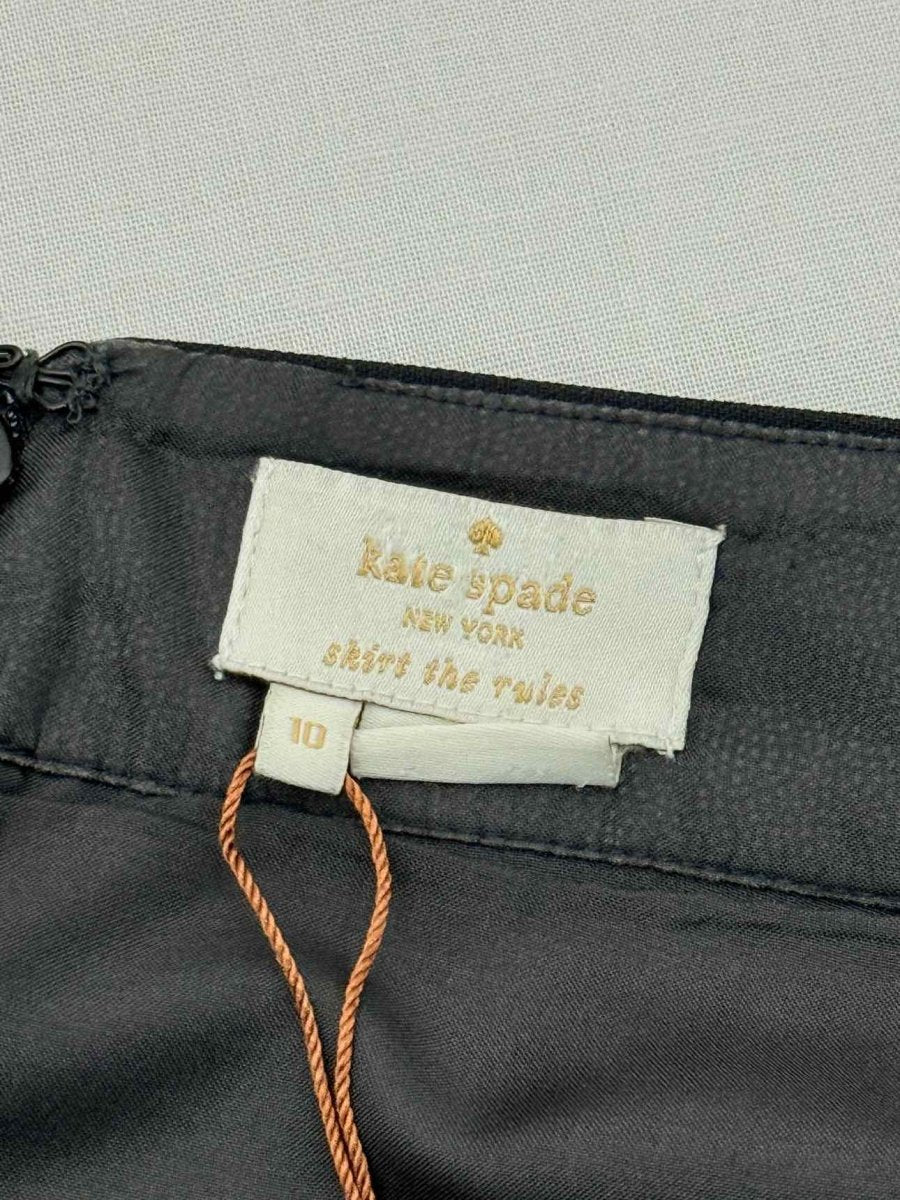 kate spade
NEW YORK
skirt the rules
10